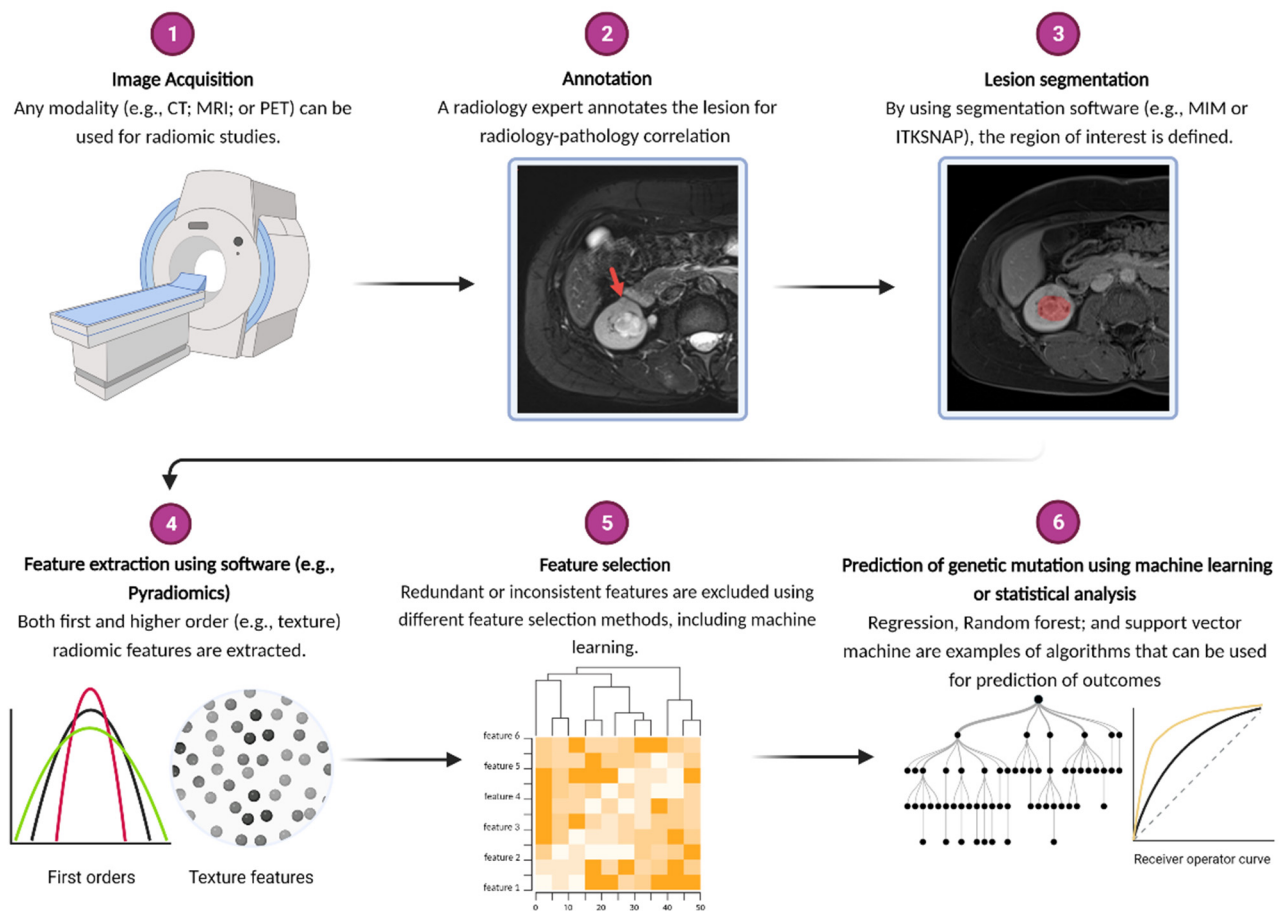 1
Image Acquisition
Any modality (e.g., CT; MRI; or PET) can be
used for radiomic studies.
2
Annotation
A radiology expert annotates the lesion for
radiology-pathology correlation
3
Lesion segmentation
By using segmentation software (e.g., MIM or
ITKSNAP), the region of interest is defined.
4
Feature extraction using software (e.g.,
Pyradiomics)
Both first and higher order (e.g., texture)
radiomic features are extracted.
First orders
Texture features
5
Feature selection
Redundant or inconsistent features are excluded using
different feature selection methods, including machine
learning.
feature 6
feature 5
feature 4
feature 3
feature 2
feature 1
0 10 20 30 40 50
6
Prediction of genetic mutation using machine learning
or statistical analysis
Regression, Random forest; and support vector
machine are examples of algorithms that can be used
for prediction of outcomes
Receiver operator curve